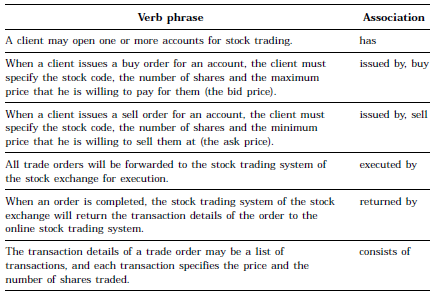 Verb phrase Association
A client may open one or more accounts for stock trading. has
When a client issues a buy order for an account, the client must issued by, buy
specify the stock code, the number of shares and the maximum
price that he is willing to pay for them (the bid price).
When a client issues a sell order for an account, the client must issued by, sell
specify the stock code, the number of shares and the minimum
price that he is willing to sell them at (the ask price).
All trade orders will be forwarded to the stock trading system of executed by
the stock exchange for execution.
When an order is completed, the stock trading system of the stock returned by
exchange will return the transaction details of the order to the
online stock trading system.
The transaction details of a trade order may be a list of consists of
transactions, and each transaction specifies the price and the
number of shares traded.